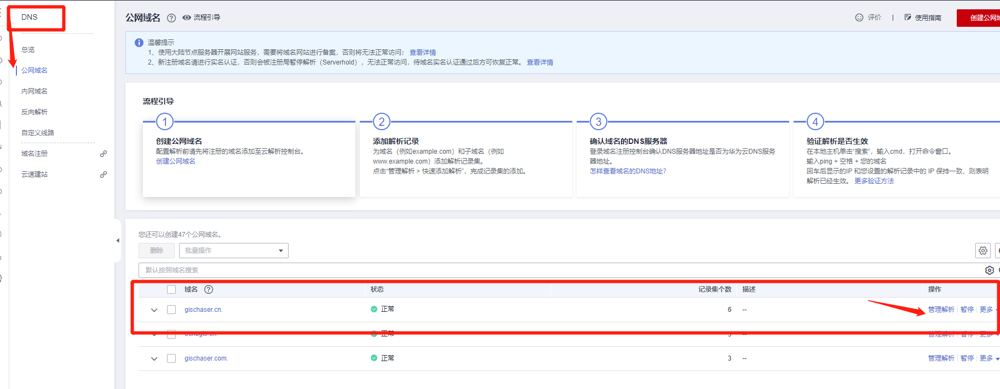 DNS
总览
公网域名
内网域名
反向解析
自定义线路
域名注册
云速建站
公网域名 ? 流程引导
评价 | 使用指南
创建公网域
温馨提示
1、使用大陆节点服务器开展网站服务，需要将域名网站进行备案，否则将无法正常访问； 查看详情
2、新注册域名请进行实名认证，否则会被注册局暂停解析（Serverhold），无法正常访问，待域名实名认证通过后方可恢复正常。 查看详情
流程引导
1
创建公网域名
配置解析前请先将注册的域名添加至云解析控制台。
创建公网域名
2
添加解析记录
为域名（例如example.com）和子域名（例如
www.example.com）添加解析记录集。
点击“管理解析 > 快速添加解析”，完成记录集的添加。
3
确认域名的DNS服务器
登录域名注册控制台确认DNS服务器地址是否为华为云DNS服务
器地址。
怎样查看域名的DNS地址？
4
验证解析是否生效
在本地主机单击“搜索”，输入cmd，打开命令窗口。
输入ping + 空格 + 您的域名
回车后显示的IP 和您设置的解析记录中的 IP 保持一致，则表明
解析已经生效。 更多验证方法
您还可以创建47个公网域名。
删除 批量操作
默认按照域名搜索
域名 ? 状态 记录集个数 描述 操作
gischaser.cn. 正常 6 -- 管理解析 | 暂停 | 更多
正常 -- 管理解析 | 暂停 | 更多
gischaser.com. 正常 3 -- 管理解析 | 暂停 | 更多